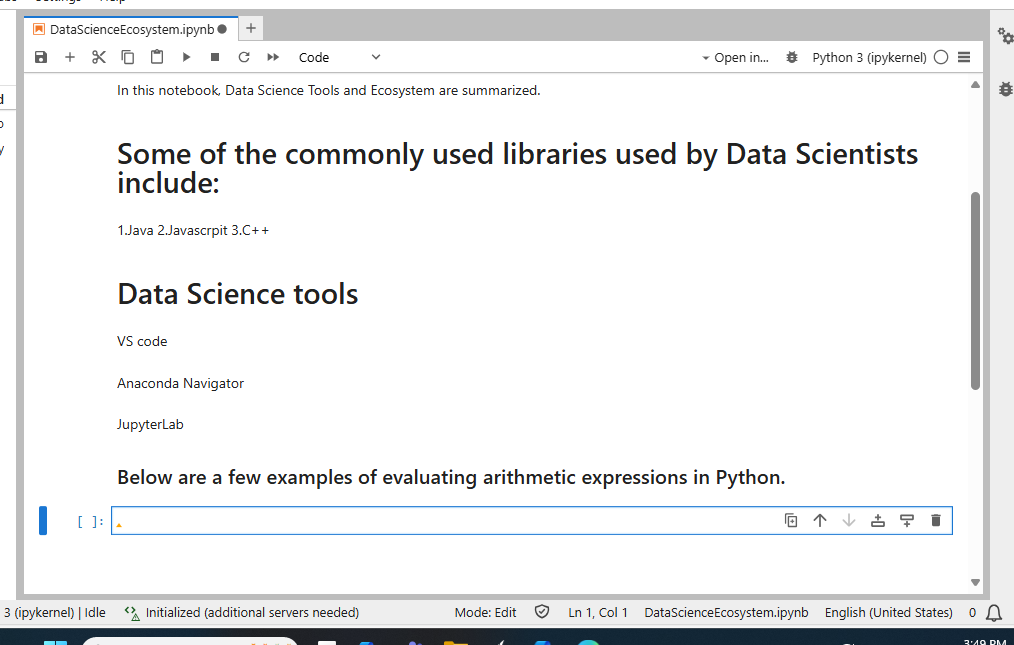 DataScienceEcosystem.ipynb
Code
Open in...
Python 3 (ipykernel)
In this notebook, Data Science Tools and Ecosystem are summarized.
Some of the commonly used libraries used by Data Scientists
include:
1.Java 2.Javascrpit 3.C++
Data Science tools
VS code
Anaconda Navigator
JupyterLab
Below are a few examples of evaluating arithmetic expressions in Python.
[ ]:
3 (ipykernel) | Idle
Initialized (additional servers needed)
Mode: Edit
Ln 1, Col 1
DataScienceEcosystem.ipynb
English (United States)
0
3:49 PM